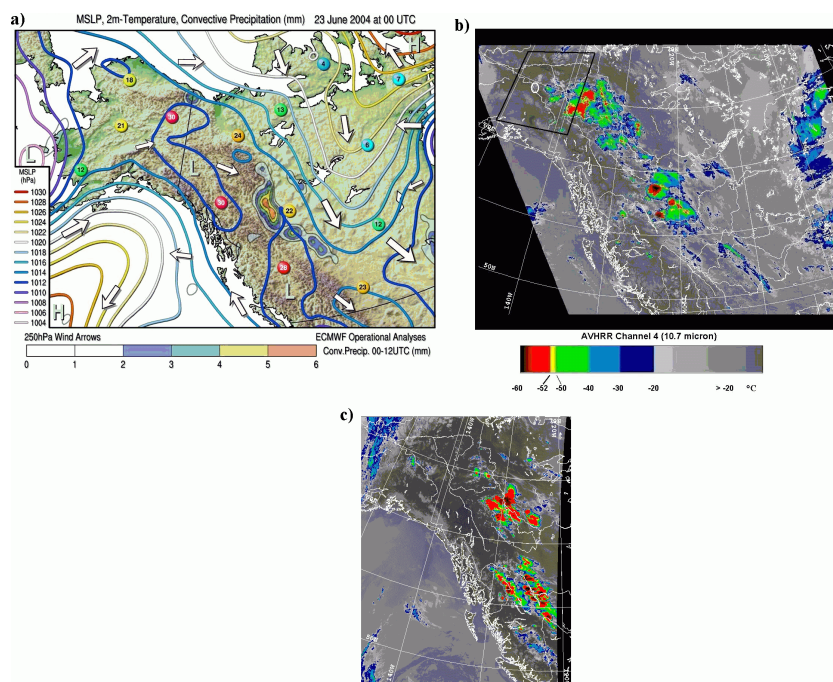 a)
MSLP, 2m-Temperature, Convective Precipitation (mm) 23 June 2004 at 00 UTC
H
4
7
18
30
13
21
24
6
L
L
12
30
22
12
28
L
23
H
MSLP
(hPa)
1030
1028
1026
1024
1022
1020
1018
1016
1014
1012
1010
1008
1006
1004
250hPa Wind Arrows
ECMWF Operational Analyses
Conv.Precip. 00-12UTC (mm)
0 1 2 3 4 5 6
b)
50N
140W
AVHRR Channel 4 (10.7 micron)
-60 -52 -50 -40 -30 -20 > -20 °C
c)
140W
120W
140W